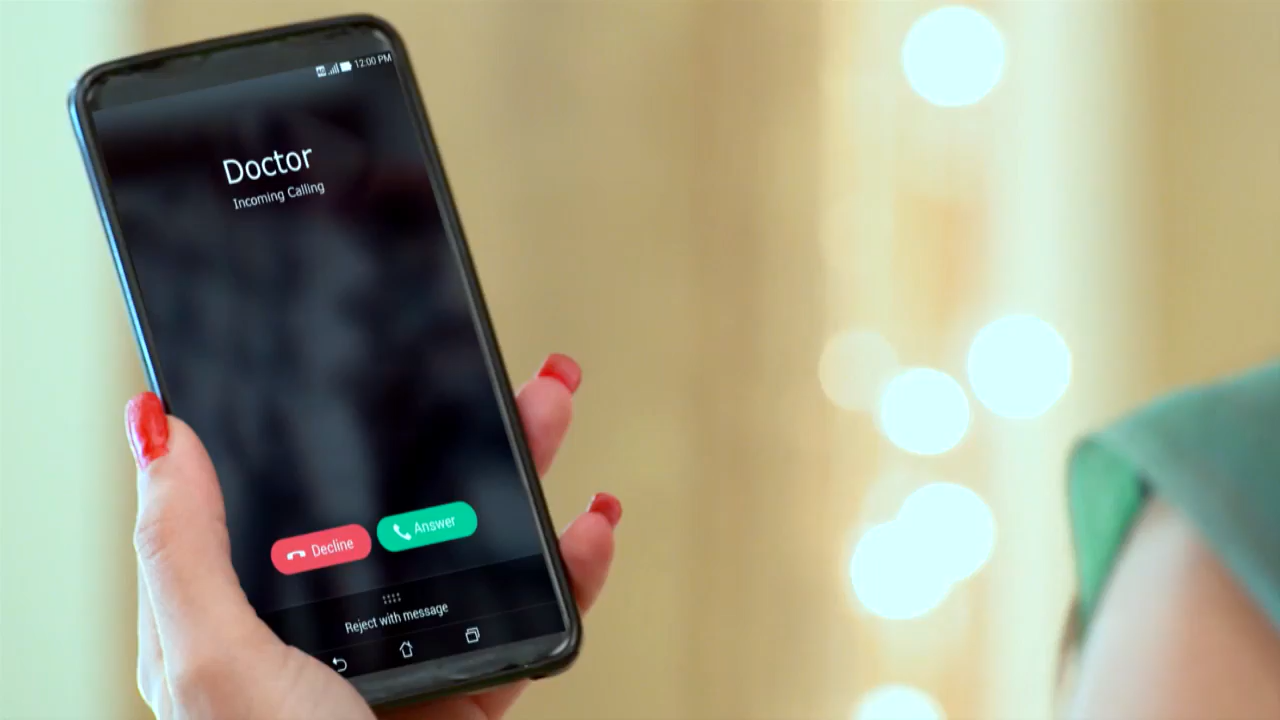 12:00 PM
Doctor
Incoming Calling
Decline
Answer
Reject with message